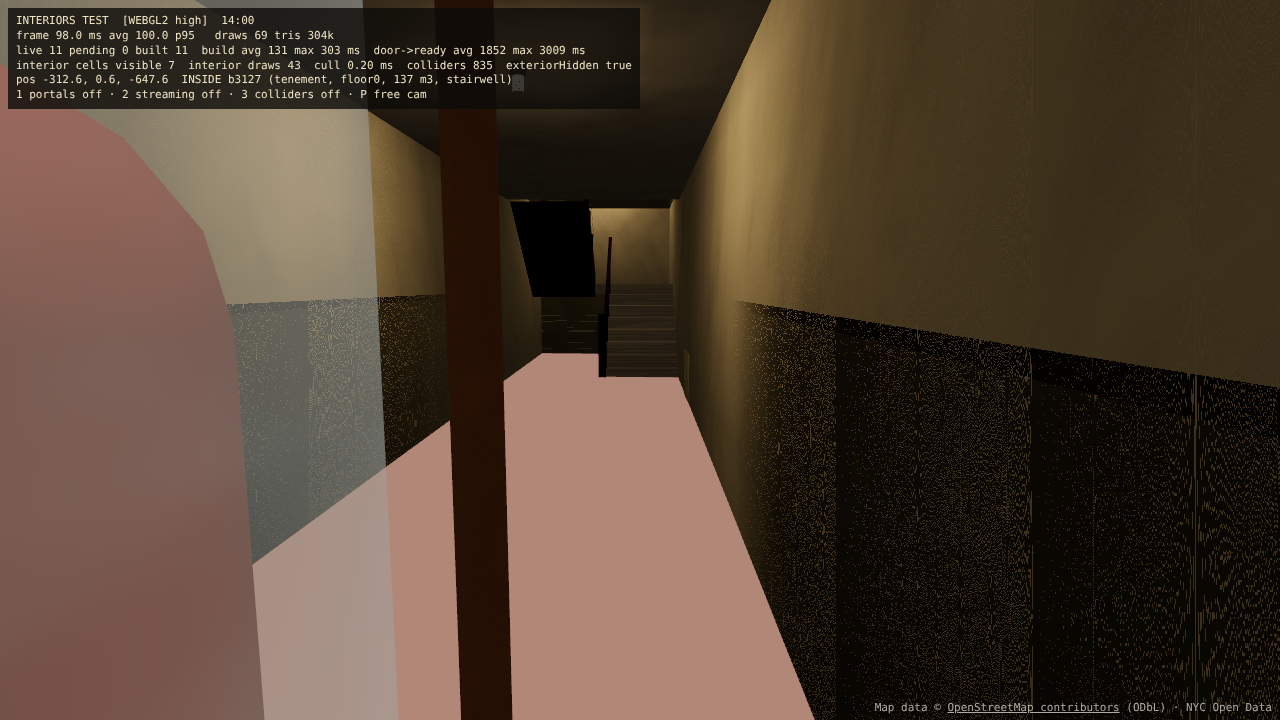 INTERIORS TEST [WEBGL2 high] 14:00
frame 98.0 ms avg 100.0 p95 draws 69 tris 304k
live 11 pending 0 built 11 build avg 131 max 303 ms door->ready avg 1852 max 3009 ms
interior cells visible 7 interior draws 43 cull 0.20 ms colliders 835 exteriorHidden true
pos -312.6, 0.6, -647.6 INSIDE b3127 (tenement, floor0, 137 m3, stairwell)
1 portals off · 2 streaming off · 3 colliders off · P free cam
Map data © OpenStreetMap contributors (ODbL) · NYC Open Data